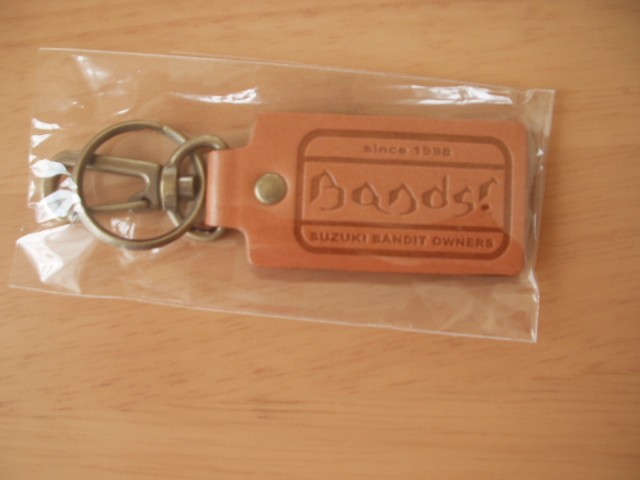 since 1998
Bands!
SUZUKI BANDIT OWNERS